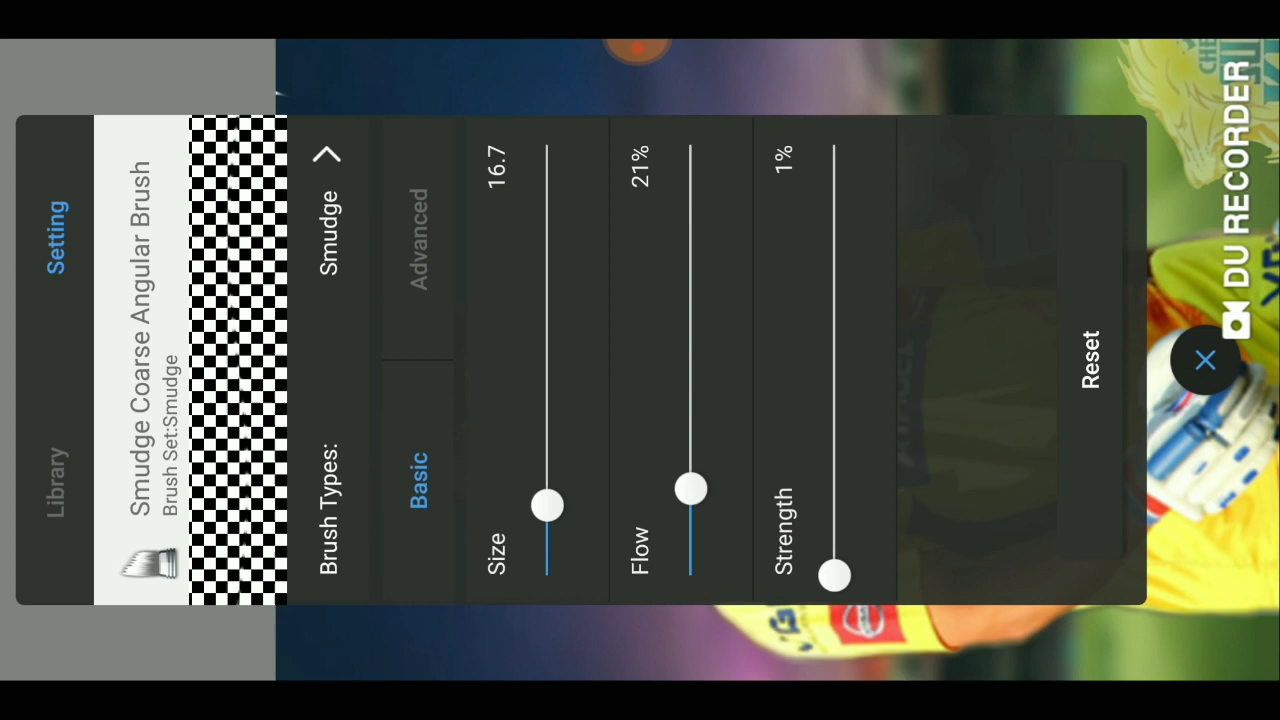 Library
Setting
Smudge Coarse Angular Brush
Brush Set:Smudge
Brush Types:
Smudge
Basic
Advanced
Size
16.7
Flow
21%
Strength
1%
Reset
DU RECORDER
CHE